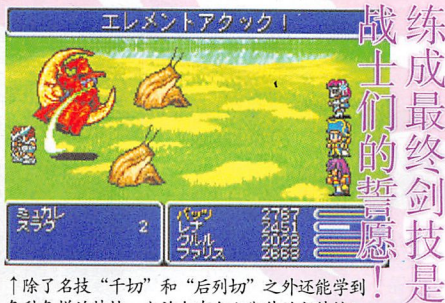 エレメントアタック！
ミュカレ
スラグ 2
バッツ 2787
レナ 2451
クルル 2028
ファリス 2668
练成最终剑技是
战士们的誓愿！
↑除了名技“千切”和“后列切”之外还能学到